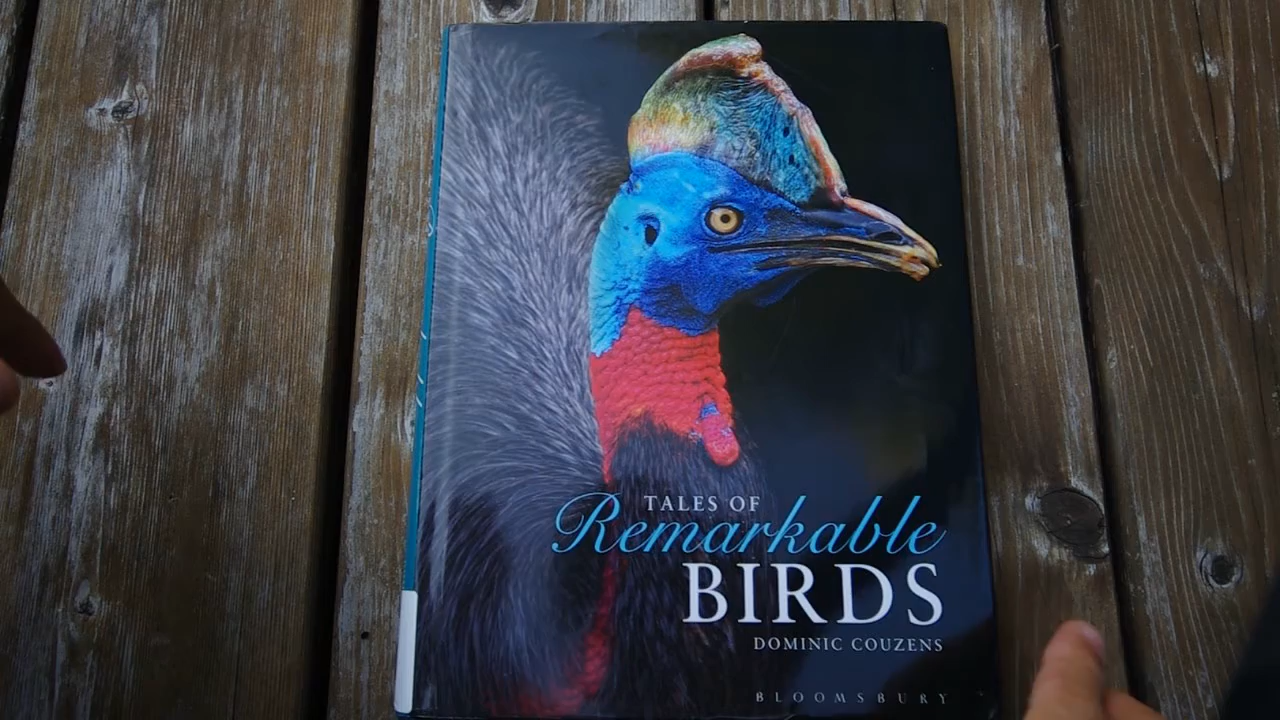 TALES OF
Remarkable
BIRDS
DOMINIC COUZENS
BLOOMSBURY